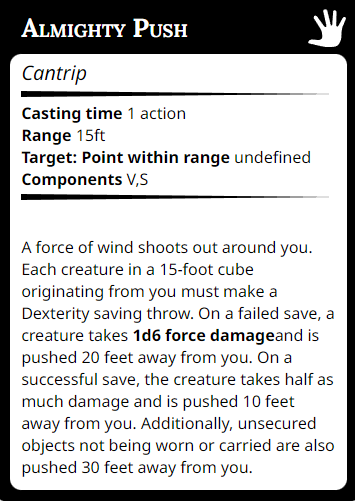 Almighty Push
Cantrip
Casting time 1 action
Range 15ft
Target: Point within range undefined
Components V,S
A force of wind shoots out around you.
Each creature in a 15-foot cube
originating from you must make a
Dexterity saving throw. On a failed save, a
creature takes 1d6 force damageand is
pushed 20 feet away from you. On a
successful save, the creature takes half as
much damage and is pushed 10 feet
away from you. Additionally, unsecured
objects not being worn or carried are also
pushed 30 feet away from you.